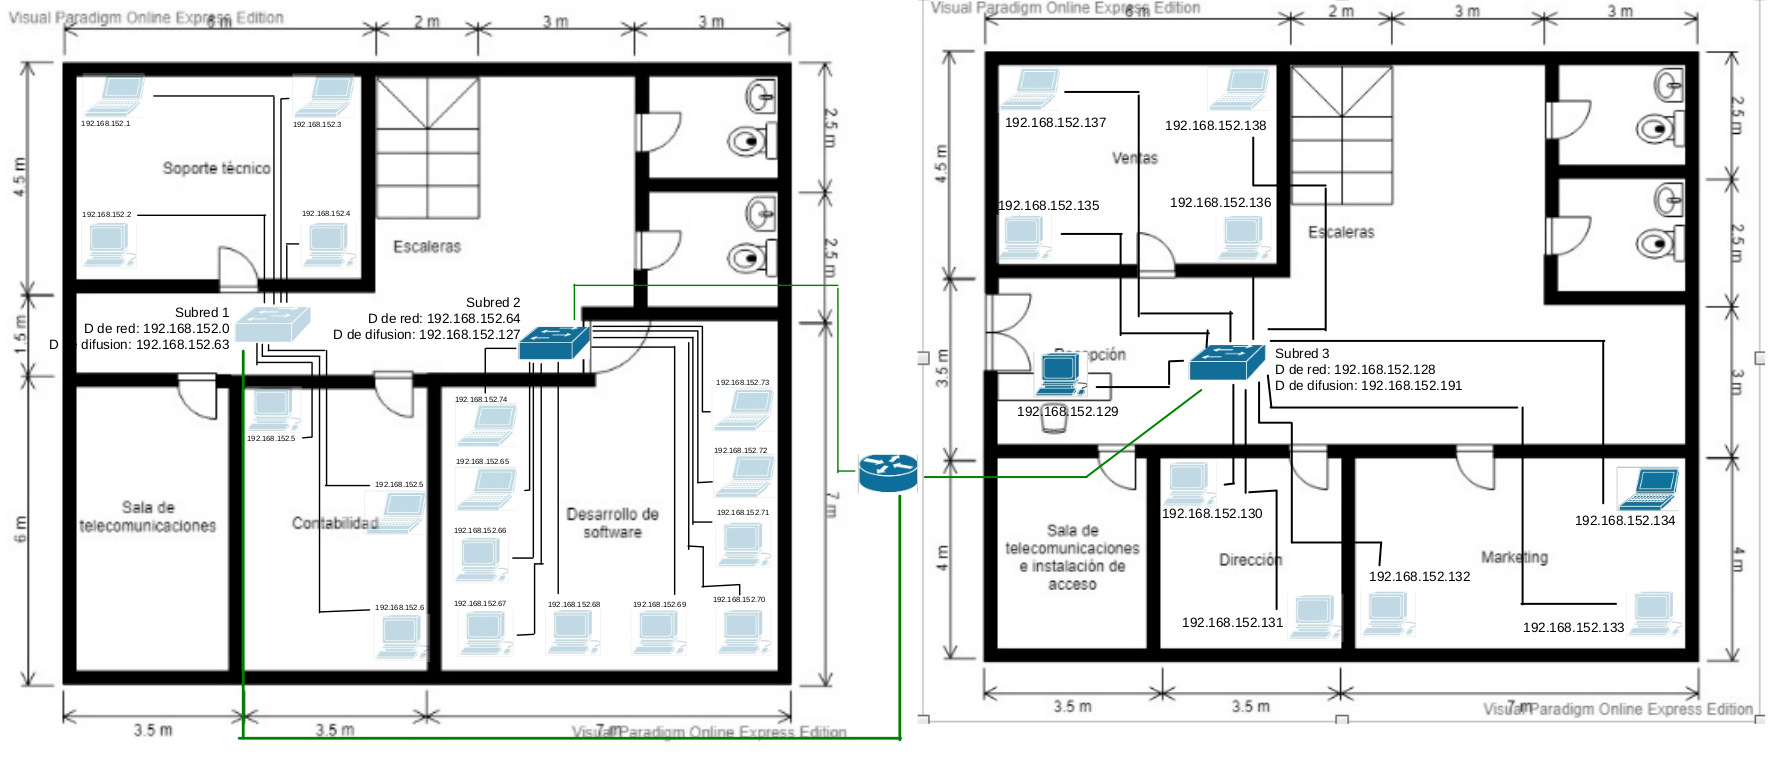 Visual Paradigm Online Express Edition
6 m
2 m
3 m
3 m
4.5 m
1.5 m
6 m
2.5 m
2.5 m
7 m
192.168.152.1
192.168.152.3
Soporte técnico
192.168.152.2
192.168.152.4
Escaleras
Subred 1
D de red: 192.168.152.0
D de difusion: 192.168.152.63
Subred 2
D de red: 192.168.152.64
D de difusion: 192.168.152.127
192.168.152.5
192.168.152.5
192.168.152.6
Sala de
telecomunicaciones
Contabilidad
192.168.152.74
192.168.152.65
192.168.152.66
192.168.152.67
192.168.152.68
192.168.152.69
192.168.152.70
192.168.152.71
192.168.152.72
192.168.152.73
Desarrollo de
software
3.5 m
3.5 m
7 m
Visual Paradigm Online Express Edition
Visual Paradigm Online Express Edition
6 m
2 m
3 m
3 m
4.5 m
3.5 m
4 m
2.5 m
2.5 m
3 m
4 m
192.168.152.137
192.168.152.138
Ventas
192.168.152.135
192.168.152.136
Escaleras
Recepción
192.168.152.129
Subred 3
D de red: 192.168.152.128
D de difusion: 192.168.152.191
Sala de
telecomunicaciones
e instalación de
acceso
192.168.152.130
Dirección
192.168.152.131
192.168.152.134
Marketing
192.168.152.132
192.168.152.133
3.5 m
3.5 m
7 m
Visual Paradigm Online Express Edition